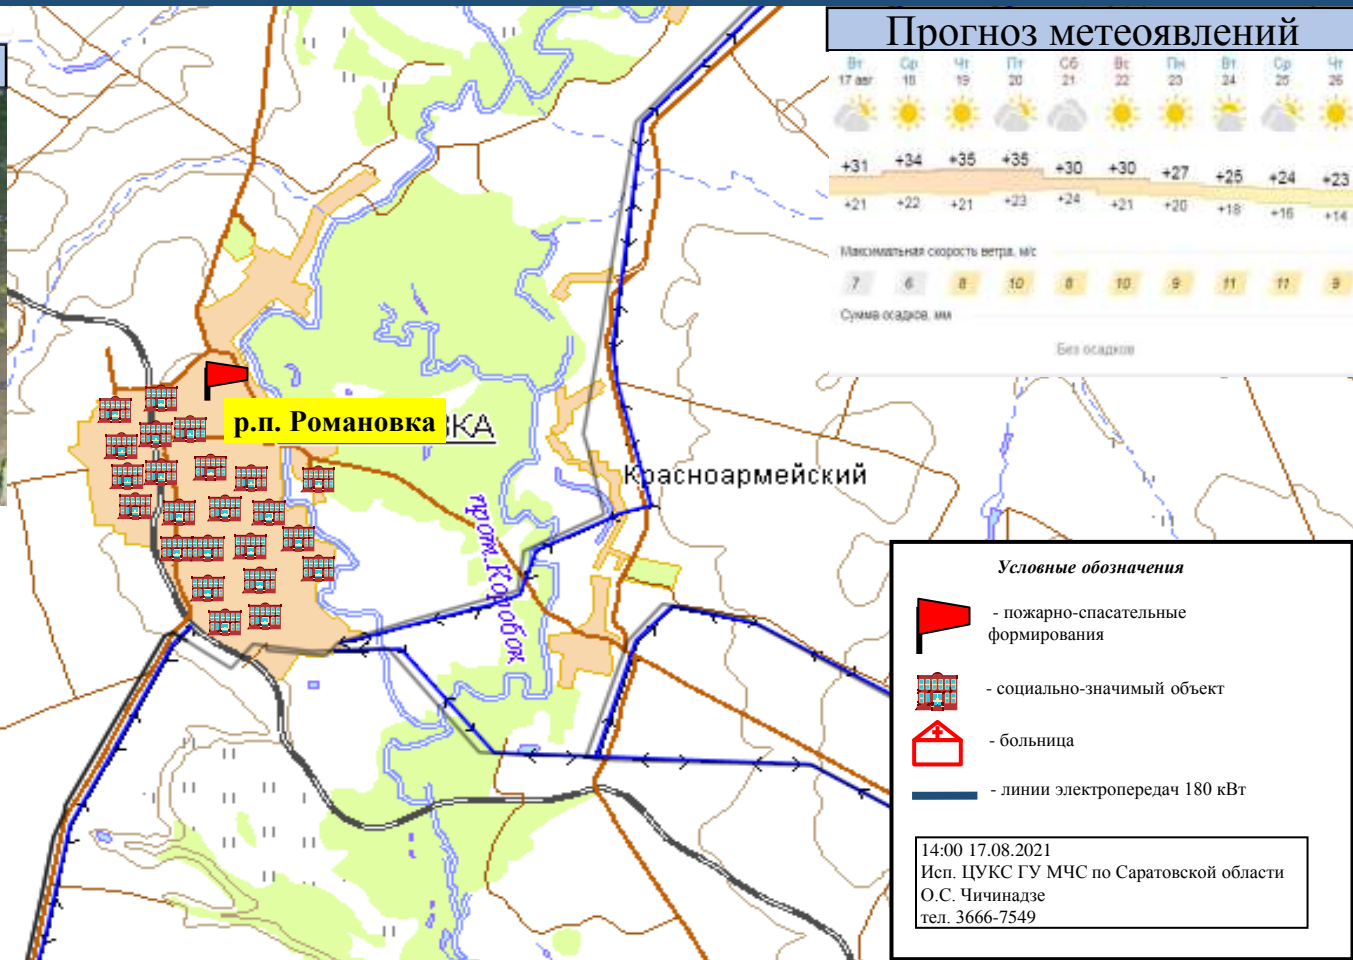 Прогноз метеоявлений
Вт Ср Чт Пт Сб Вс Пн Вт Ср Чт
17 авг 18 19 20 21 22 23 24 25 26
+31 +34 +35 +35 +30 +30 +27 +25 +24 +23
+21 +22 +21 +23 +24 +21 +20 +18 +16 +14
Максимальная скорость ветра, м/с
7 6 8 10 8 10 9 11 11 9
Сумма осадков, мм
Без осадков
р.п. Романовка
ВКА
Красноармейский
прот. Коробок
Условные обозначения
- пожарно-спасательные
формирования
- социально-значимый объект
- больница
- линии электропередач 180 кВт
14:00 17.08.2021
Исп. ЦУКС ГУ МЧС по Саратовской области
О.С. Чичинадзе
тел. 3666-7549